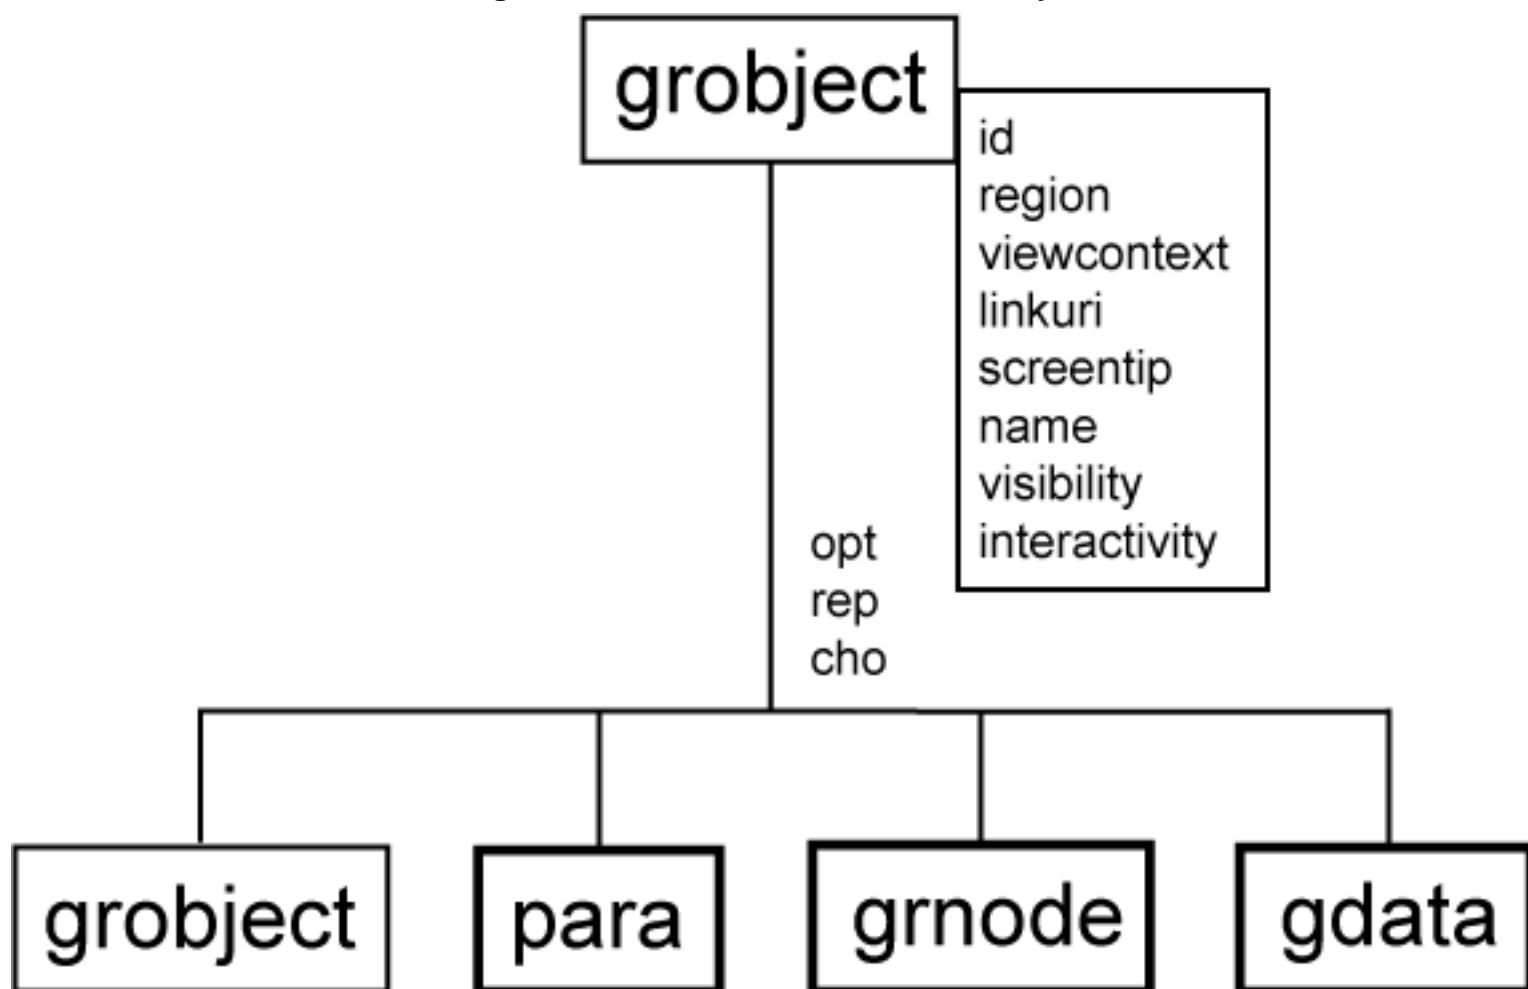 grobject
id
region
viewcontext
linkuri
screentip
name
visibility
interactivity
opt
rep
cho
grobject para grnode gdata